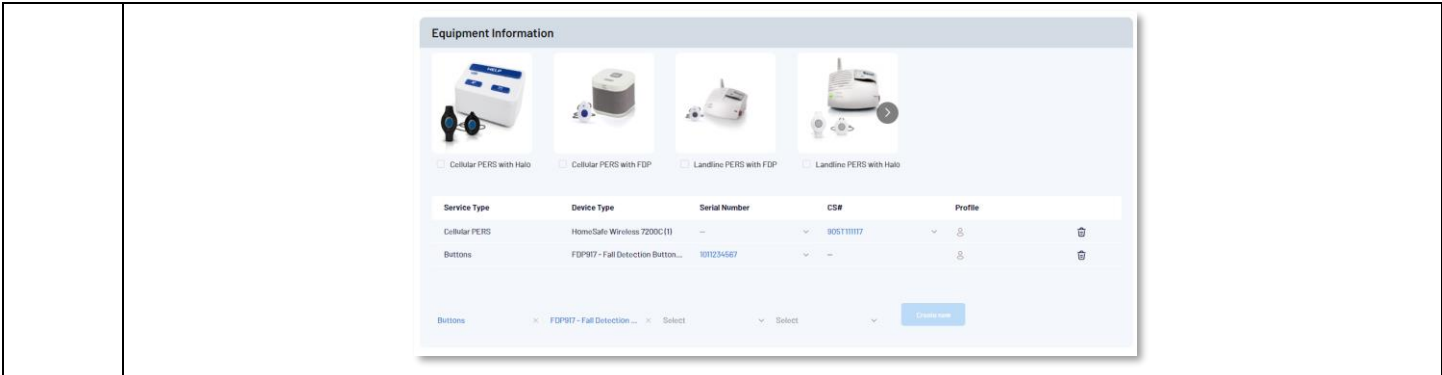 Equipment Information
HELP
Cellular PERS with Halo Cellular PERS with FDP Landline PERS with FDP Landline PERS with Halo
Service Type Device Type Serial Number CS# Profile
Cellular PERS HomeSafe Wireless 7200C (1) — 9051111117
Buttons FDP917 - Fall Detection Button... 1011234567 —
Buttons FDP917 - Fall Detection ... Select Select Create new